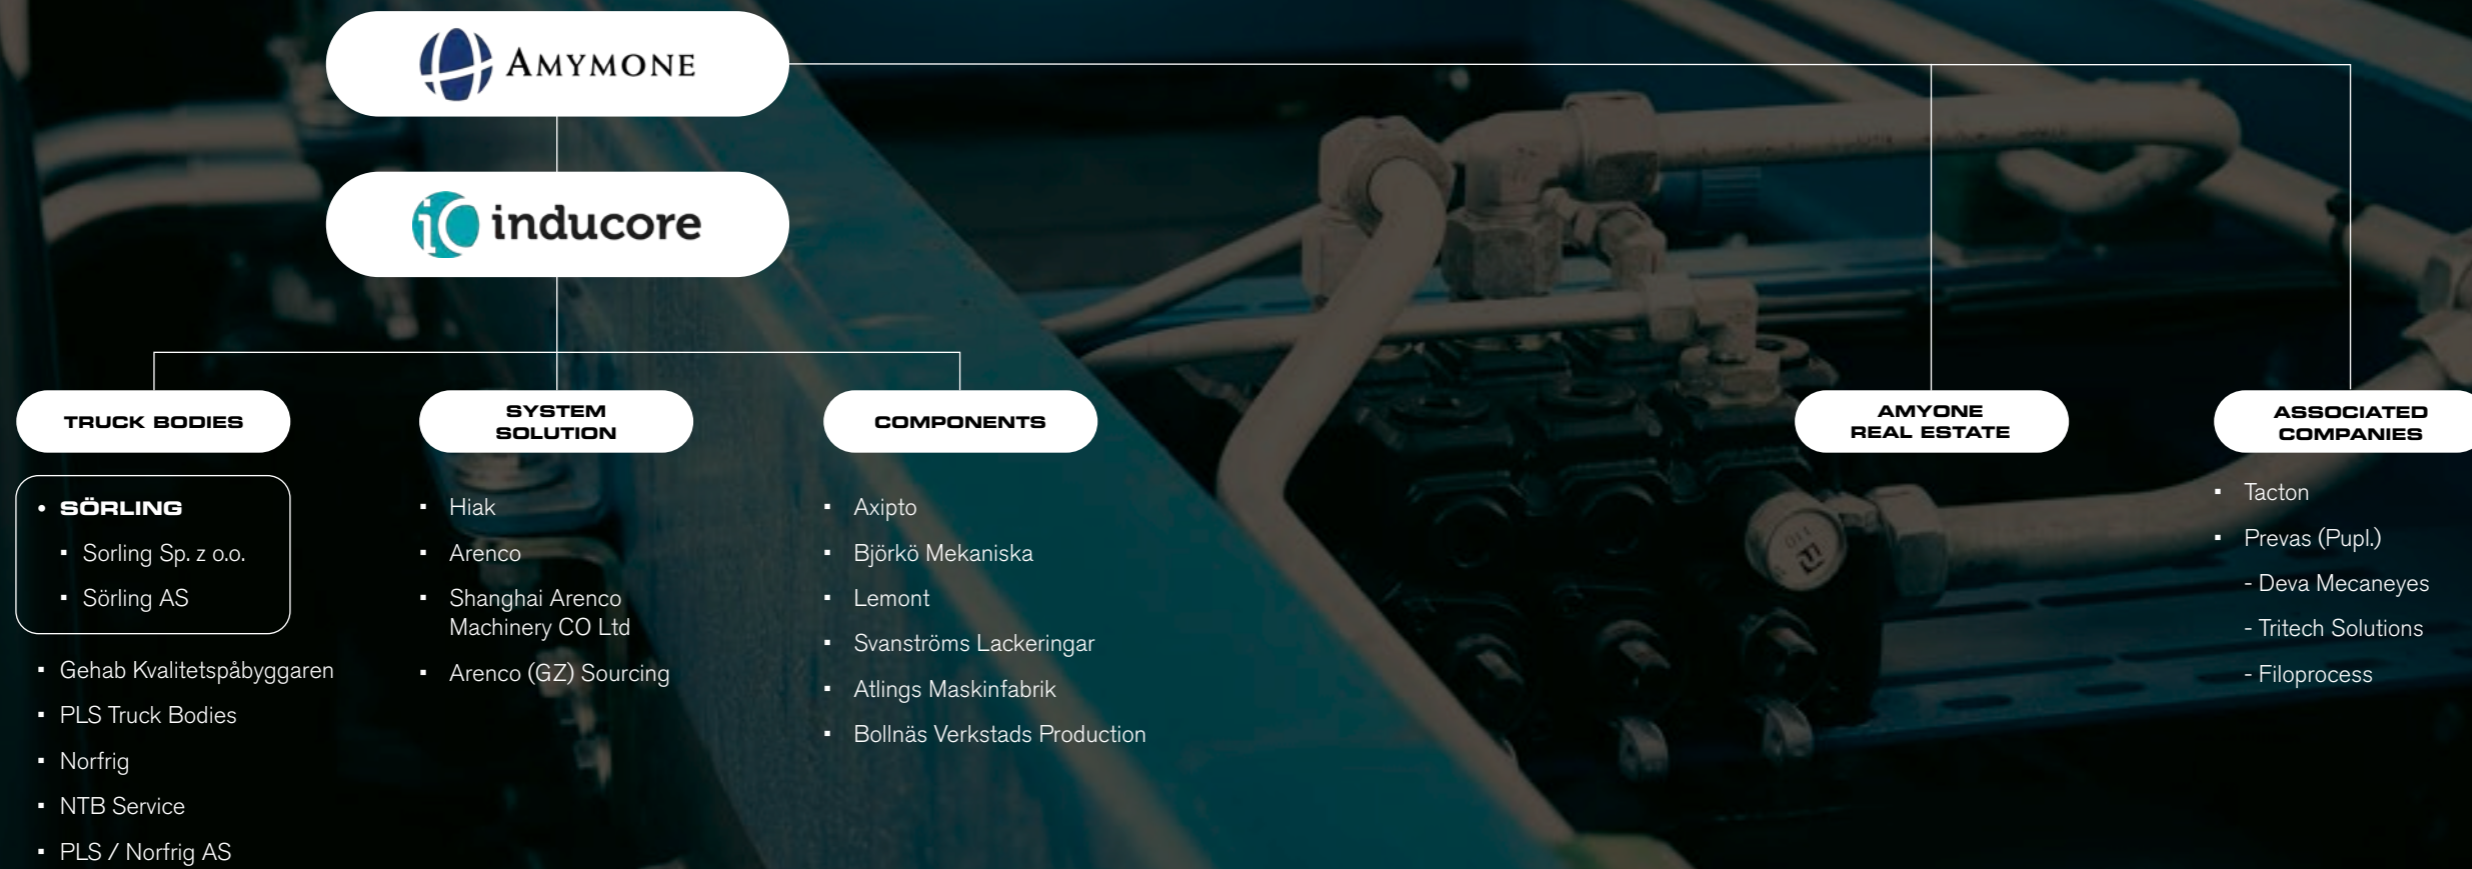 AMYMONE
iC inducore
TRUCK BODIES
• SÖRLING
▪ Sorling Sp. z o.o.
▪ Sörling AS
▪ Gehab Kvalitetspåbyggaren
▪ PLS Truck Bodies
▪ Norfrig
▪ NTB Service
▪ PLS / Norfrig AS
SYSTEM
SOLUTION
▪ Hiak
▪ Arenco
▪ Shanghai Arenco
Machinery CO Ltd
▪ Arenco (GZ) Sourcing
COMPONENTS
▪ Axipto
▪ Björkö Mekaniska
▪ Lemont
▪ Svanströms Lackeringar
▪ Atlings Maskinfabrik
▪ Bollnäs Verkstads Production
AMYONE
REAL ESTATE
ASSOCIATED
COMPANIES
▪ Tacton
▪ Prevas (Pupl.)
- Deva Mecaneyes
- Tritech Solutions
- Filoprocess